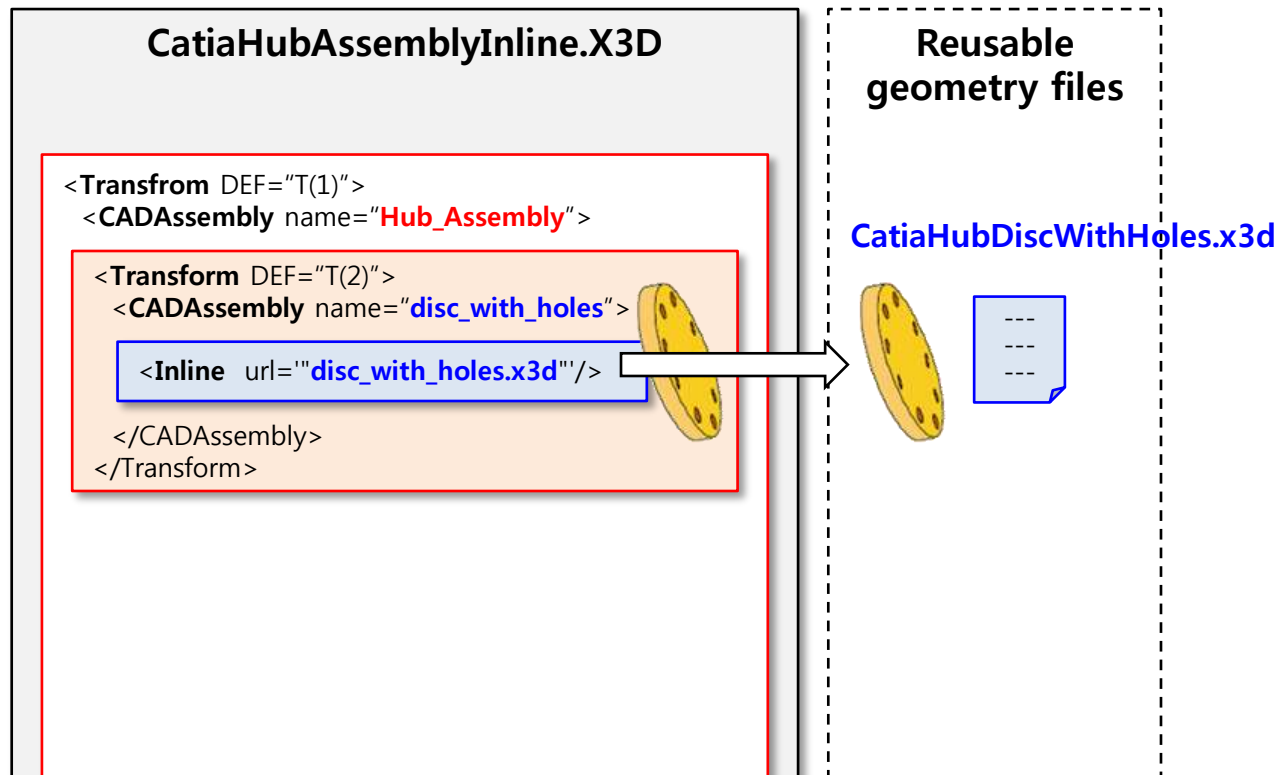 CatiaHubAssemblyInline.X3D
<Transfrom DEF="T(1)">
<CADAssembly name="Hub_Assembly">
<Transform DEF="T(2)">
<CADAssembly name="disc_with_holes">
<Inline url='"disc_with_holes.x3d"'/>
</CADAssembly>
</Transform>
Reusable
geometry files
CatiaHubDiscWithHoles.x3d
---
---
---